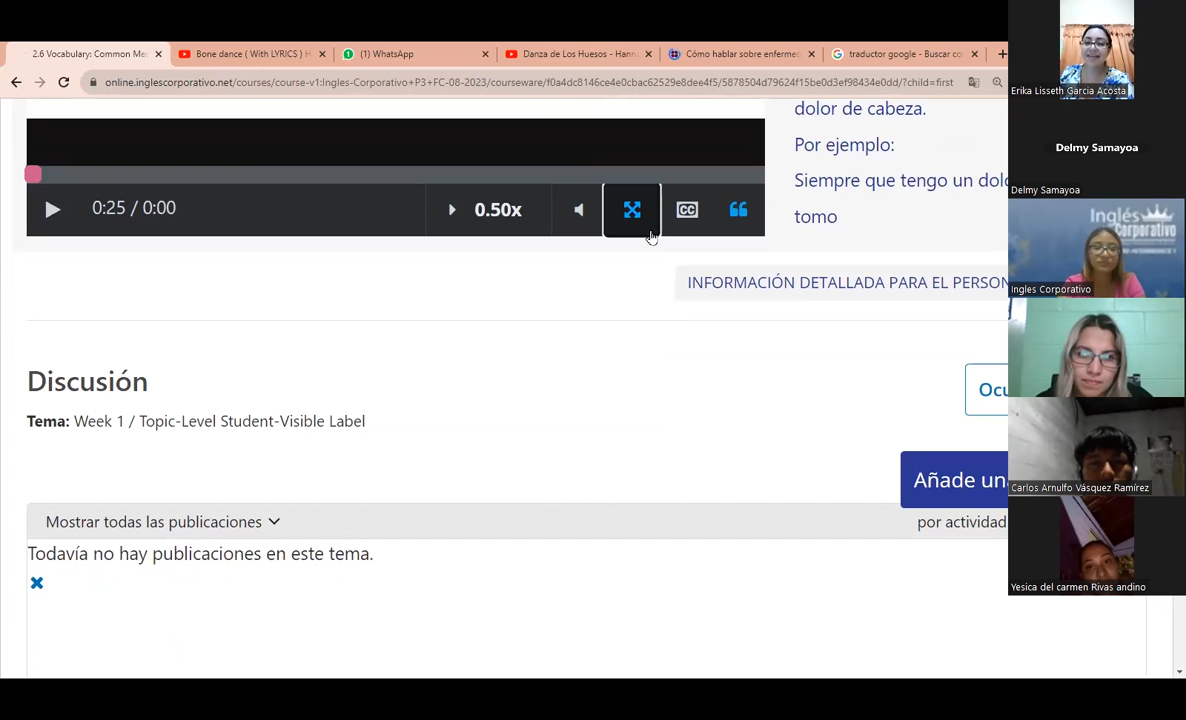 2.6 Vocabulary: Common Me
Bone dance ( With LYRICS )
(1) WhatsApp
Danza de Los Huesos - Hann
Cómo hablar sobre enferme
traductor google - Buscar co
online.inglescorporativo.net/courses/course-v1:Ingles-Corporativo+P3+FC-08-2023/courseware/f0a4dc8146ce4e0cbac62529e8dee4f5/5878504d79624f15be0d3ef98434e0dd/?child=first
dolor de cabeza.
Por ejemplo:
Siempre que tengo un dolo
tomo
0:25 / 0:00
0.50x
CC
INFORMACIÓN DETALLADA PARA EL PERSON
Discusión
Ocu
Tema: Week 1 / Topic-Level Student-Visible Label
Añade un
Mostrar todas las publicaciones
por actividad
Todavía no hay publicaciones en este tema.
Erika Lisseth Garcia Acosta
Delmy Samayoa
Delmy Samayoa
Inglés
Corporativo
Ingles Corporativo
Carlos Arnulfo Vásquez Ramírez
Yesica del carmen Rivas andino